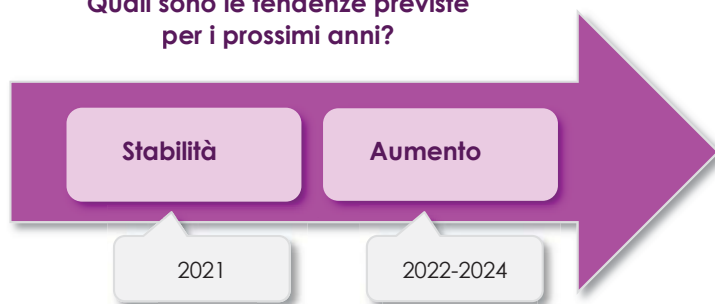 Quali sono le tendenze previste
per i prossimi anni?
Stabilità
Aumento
2021
2022-2024